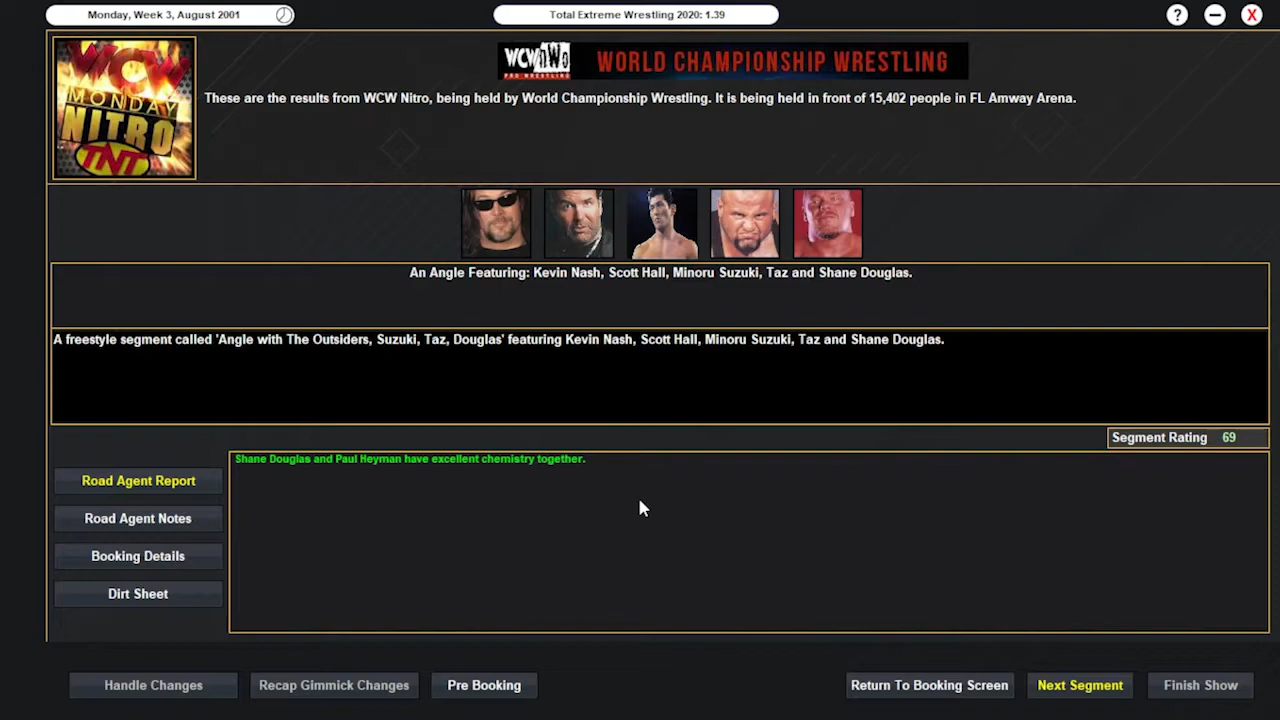 Monday, Week 3, August 2001
Total Extreme Wrestling 2020: 1.39
?
X
WCW
MONDAY
NITRO
TNT
WCW nWo
PRO WRESTLING
WORLD CHAMPIONSHIP WRESTLING
These are the results from WCW Nitro, being held by World Championship Wrestling. It is being held in front of 15,402 people in FL Amway Arena.
An Angle Featuring: Kevin Nash, Scott Hall, Minoru Suzuki, Taz and Shane Douglas.
A freestyle segment called 'Angle with The Outsiders, Suzuki, Taz, Douglas' featuring Kevin Nash, Scott Hall, Minoru Suzuki, Taz and Shane Douglas.
Segment Rating 69
Shane Douglas and Paul Heyman have excellent chemistry together.
Road Agent Report
Road Agent Notes
Booking Details
Dirt Sheet
Handle Changes
Recap Gimmick Changes
Pre Booking
Return To Booking Screen
Next Segment
Finish Show